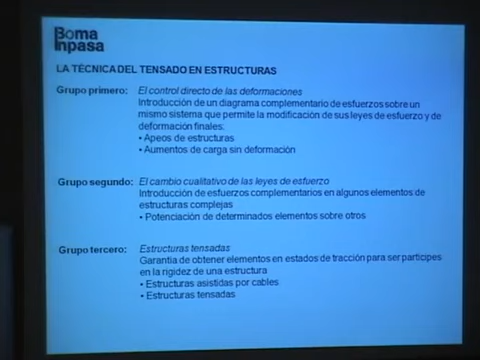 Boma
Inpasa
LA TÉCNICA DEL TENSADO EN ESTRUCTURAS
Grupo primero: El control directo de las deformaciones
Introducción de un diagrama complementario de esfuerzos sobre un
mismo sistema que permite la modificación de sus leyes de esfuerzo y de
deformación finales:
• Apeos de estructuras
• Aumentos de carga sin deformación
Grupo segundo: El cambio cualitativo de las leyes de esfuerzo
Introducción de esfuerzos complementarios en algunos elementos de
estructuras complejas
• Potenciación de determinados elementos sobre otros
Grupo tercero: Estructuras tensadas
Garantía de obtener elementos en estados de tracción para ser partícipes
en la rigidez de una estructura
• Estructuras asistidas por cables
• Estructuras tensadas